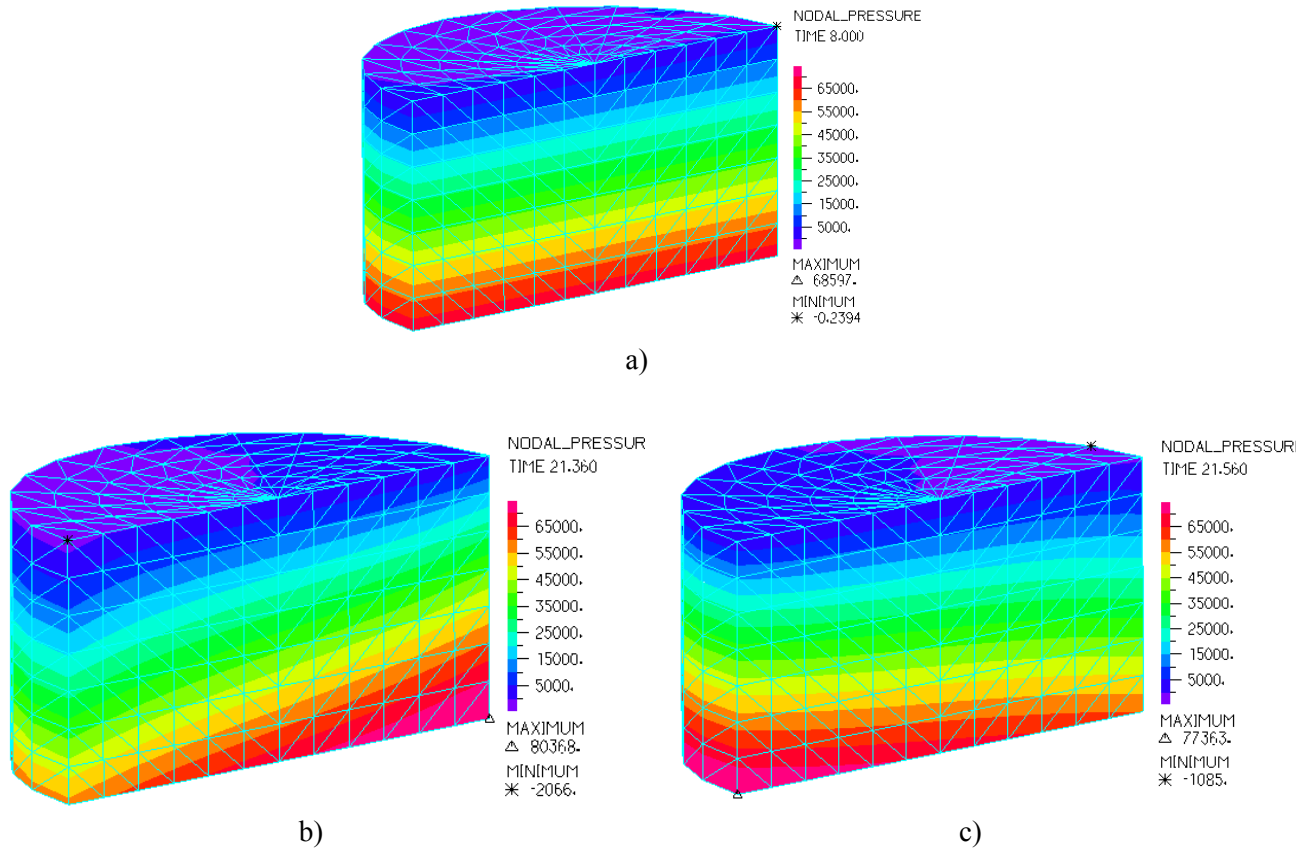 NODAL_PRESSURE
TIME 8.000
65000.
55000.
45000.
35000.
25000.
15000.
5000.
MAXIMUM
△ 68597.
MINIMUM
✳ -0.2394
a)
NODAL_PRESSUR
TIME 21.360
65000.
55000.
45000.
35000.
25000.
15000.
5000.
MAXIMUM
△ 80368.
MINIMUM
✳ -2066.
b)
NODAL_PRESSURE
TIME 21.560
65000.
55000.
45000.
35000.
25000.
15000.
5000.
MAXIMUM
△ 77363.
MINIMUM
✳ -1085.
c)